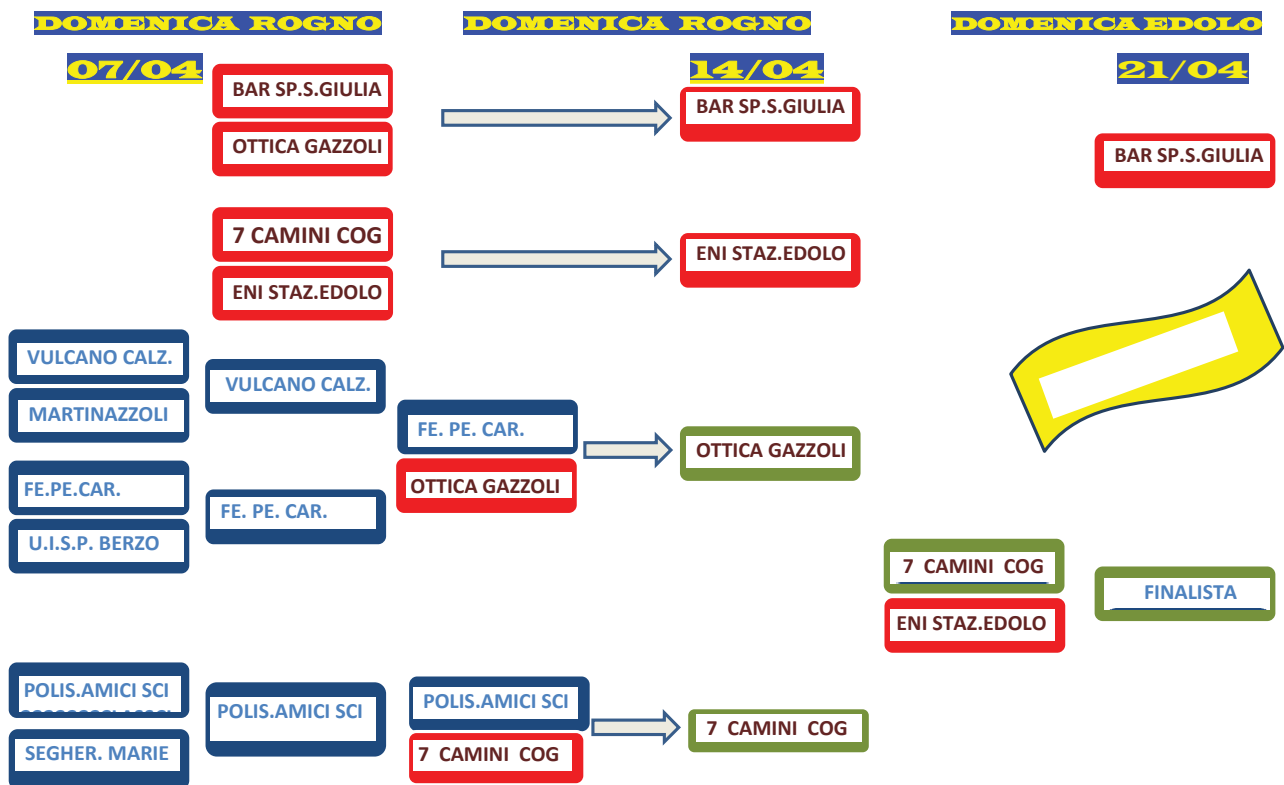 DOMENICA ROGNO
DOMENICA ROGNO
DOMENICA EDOLO
07/04
14/04
21/04
BAR SP.S.GIULIA
BAR SP.S.GIULIA
OTTICA GAZZOLI
BAR SP.S.GIULIA
7 CAMINI COG
ENI STAZ.EDOLO
ENI STAZ.EDOLO
VULCANO CALZ.
VULCANO CALZ.
MARTINAZZOLI
FE. PE. CAR.
OTTICA GAZZOLI
OTTICA GAZZOLI
FE.PE.CAR.
FE. PE. CAR.
U.I.S.P. BERZO
7 CAMINI COG
FINALISTA
ENI STAZ.EDOLO
POLIS.AMICI SCI
POLIS.AMICI SCI
POLIS.AMICI SCI
7 CAMINI COG
SEGHER. MARIE
7 CAMINI COG